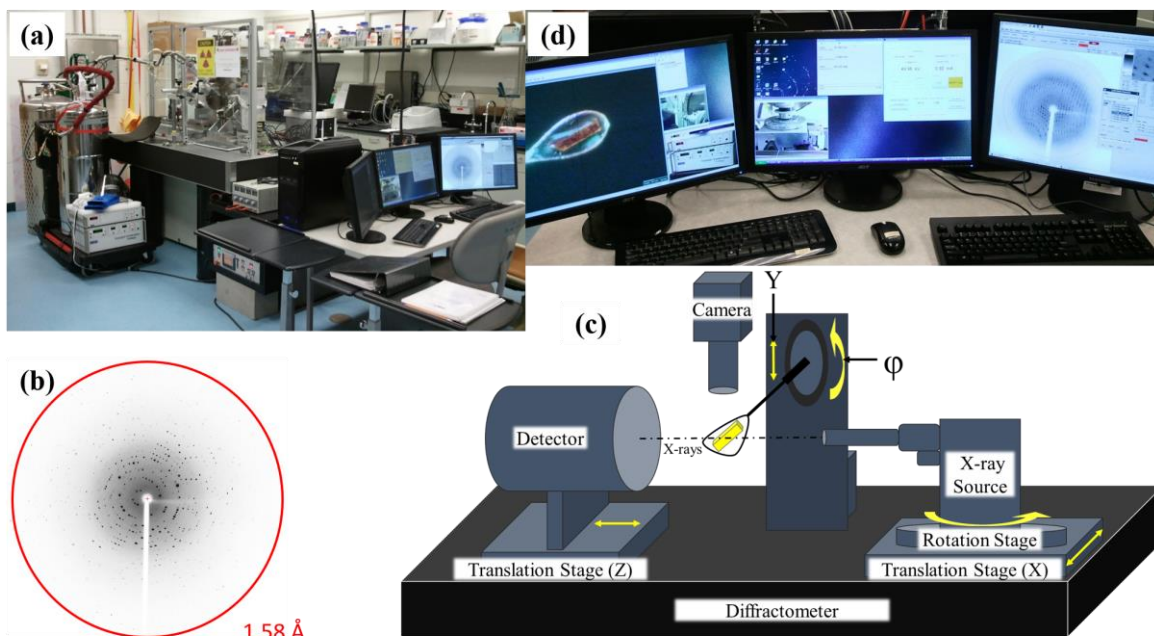 (a)
(d)
(b)
1.58 Å
(c)
Camera
Y
φ
Detector
X-rays
X-ray
Source
Rotation Stage
Translation Stage (Z)
Translation Stage (X)
Diffractometer